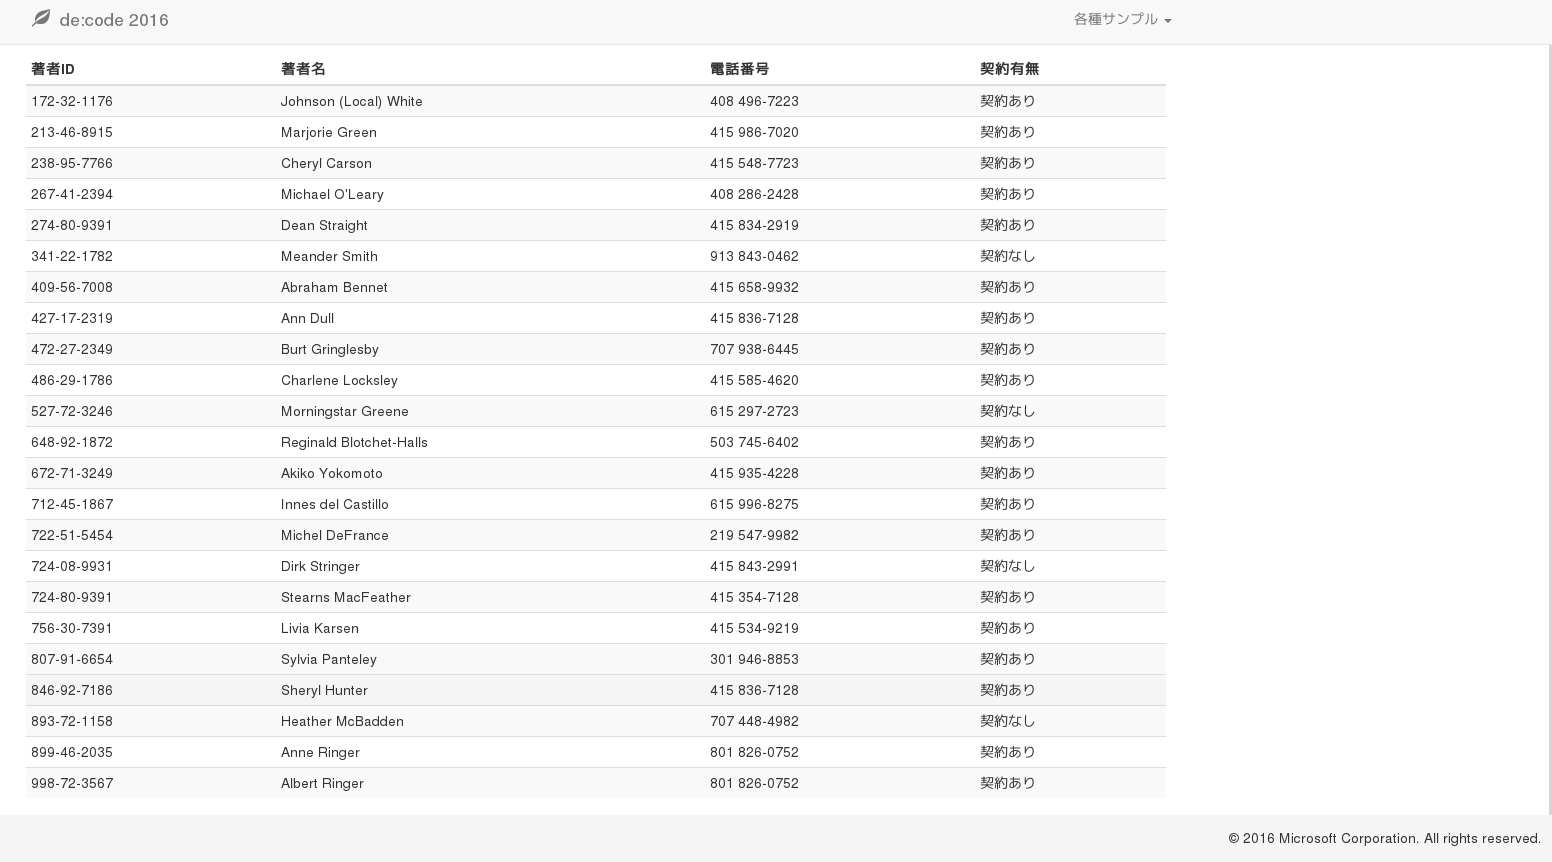 de:code 2016 各種サンプル
著者ID 著者名 電話番号 契約有無
172-32-1176 Johnson (Local) White 408 496-7223 契約あり
213-46-8915 Marjorie Green 415 986-7020 契約あり
238-95-7766 Cheryl Carson 415 548-7723 契約あり
267-41-2394 Michael O'Leary 408 286-2428 契約あり
274-80-9391 Dean Straight 415 834-2919 契約あり
341-22-1782 Meander Smith 913 843-0462 契約なし
409-56-7008 Abraham Bennet 415 658-9932 契約あり
427-17-2319 Ann Dull 415 836-7128 契約あり
472-27-2349 Burt Gringlesby 707 938-6445 契約あり
486-29-1786 Charlene Locksley 415 585-4620 契約あり
527-72-3246 Morningstar Greene 615 297-2723 契約なし
648-92-1872 Reginald Blotchet-Halls 503 745-6402 契約あり
672-71-3249 Akiko Yokomoto 415 935-4228 契約あり
712-45-1867 Innes del Castillo 615 996-8275 契約あり
722-51-5454 Michel DeFrance 219 547-9982 契約あり
724-08-9931 Dirk Stringer 415 843-2991 契約なし
724-80-9391 Stearns MacFeather 415 354-7128 契約あり
756-30-7391 Livia Karsen 415 534-9219 契約あり
807-91-6654 Sylvia Panteley 301 946-8853 契約あり
846-92-7186 Sheryl Hunter 415 836-7128 契約あり
893-72-1158 Heather McBadden 707 448-4982 契約なし
899-46-2035 Anne Ringer 801 826-0752 契約あり
998-72-3567 Albert Ringer 801 826-0752 契約あり
© 2016 Microsoft Corporation. All rights reserved.